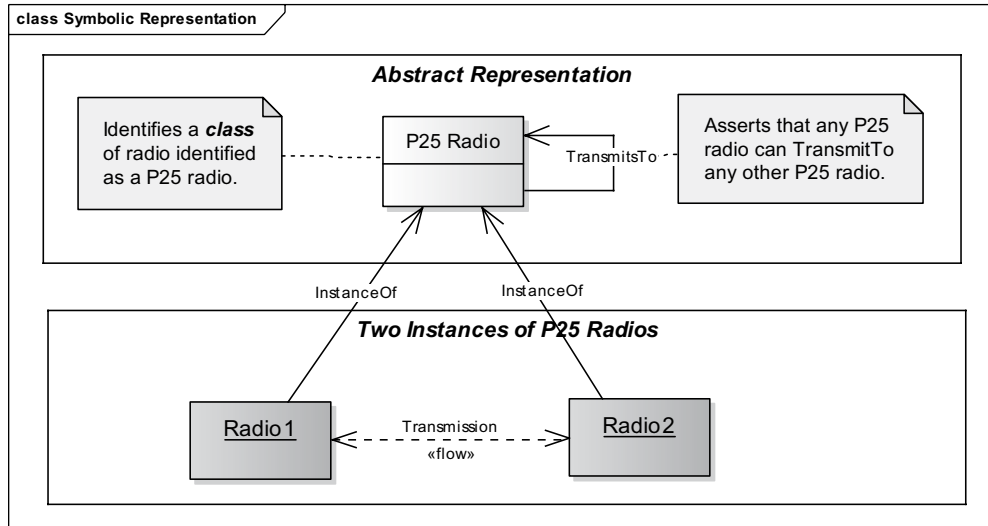 class Symbolic Representation
Abstract Representation
Identifies a class
of radio identified
as a P25 radio.
P25 Radio
TransmitsTo
Asserts that any P25
radio can TransmitTo
any other P25 radio.
InstanceOf
InstanceOf
Two Instances of P25 Radios
Radio1
Transmission
«flow»
Radio2